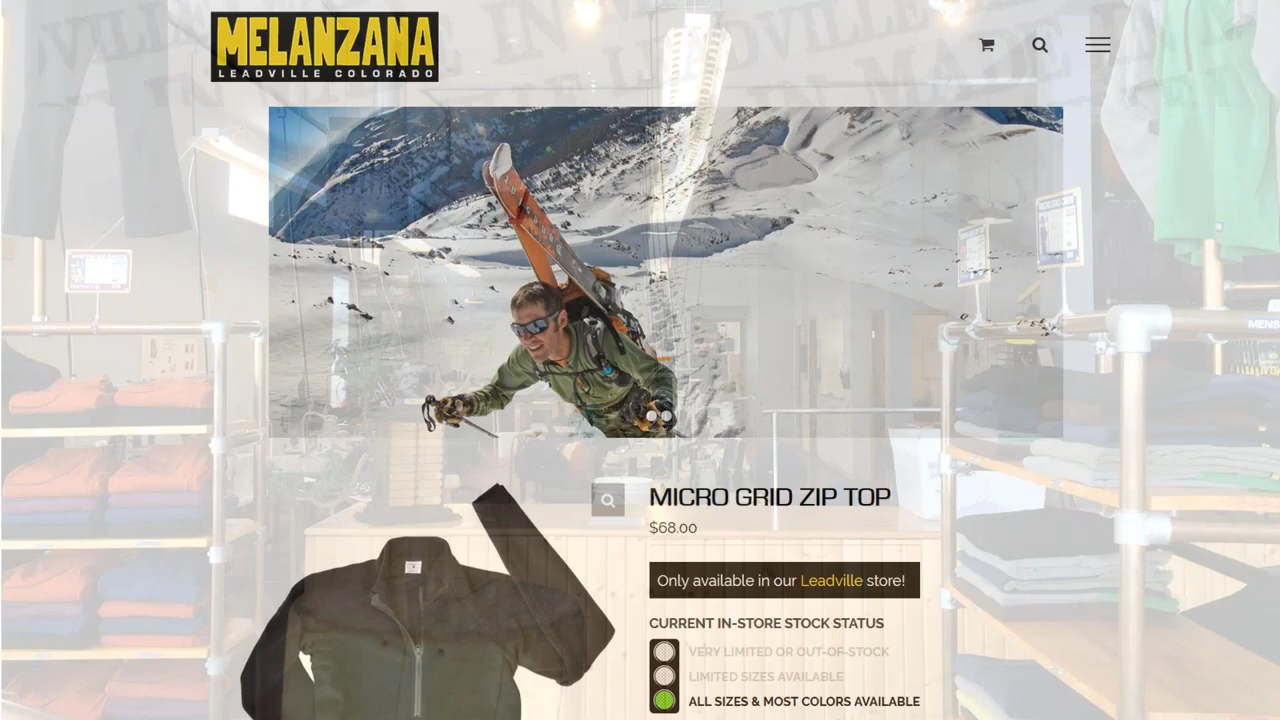 MELANZANA
LEADVILLE COLORADO
MENS
MICRO GRID ZIP TOP
$68.00
Only available in our Leadville store!
CURRENT IN-STORE STOCK STATUS
VERY LIMITED OR OUT-OF-STOCK
LIMITED SIZES AVAILABLE
ALL SIZES & MOST COLORS AVAILABLE